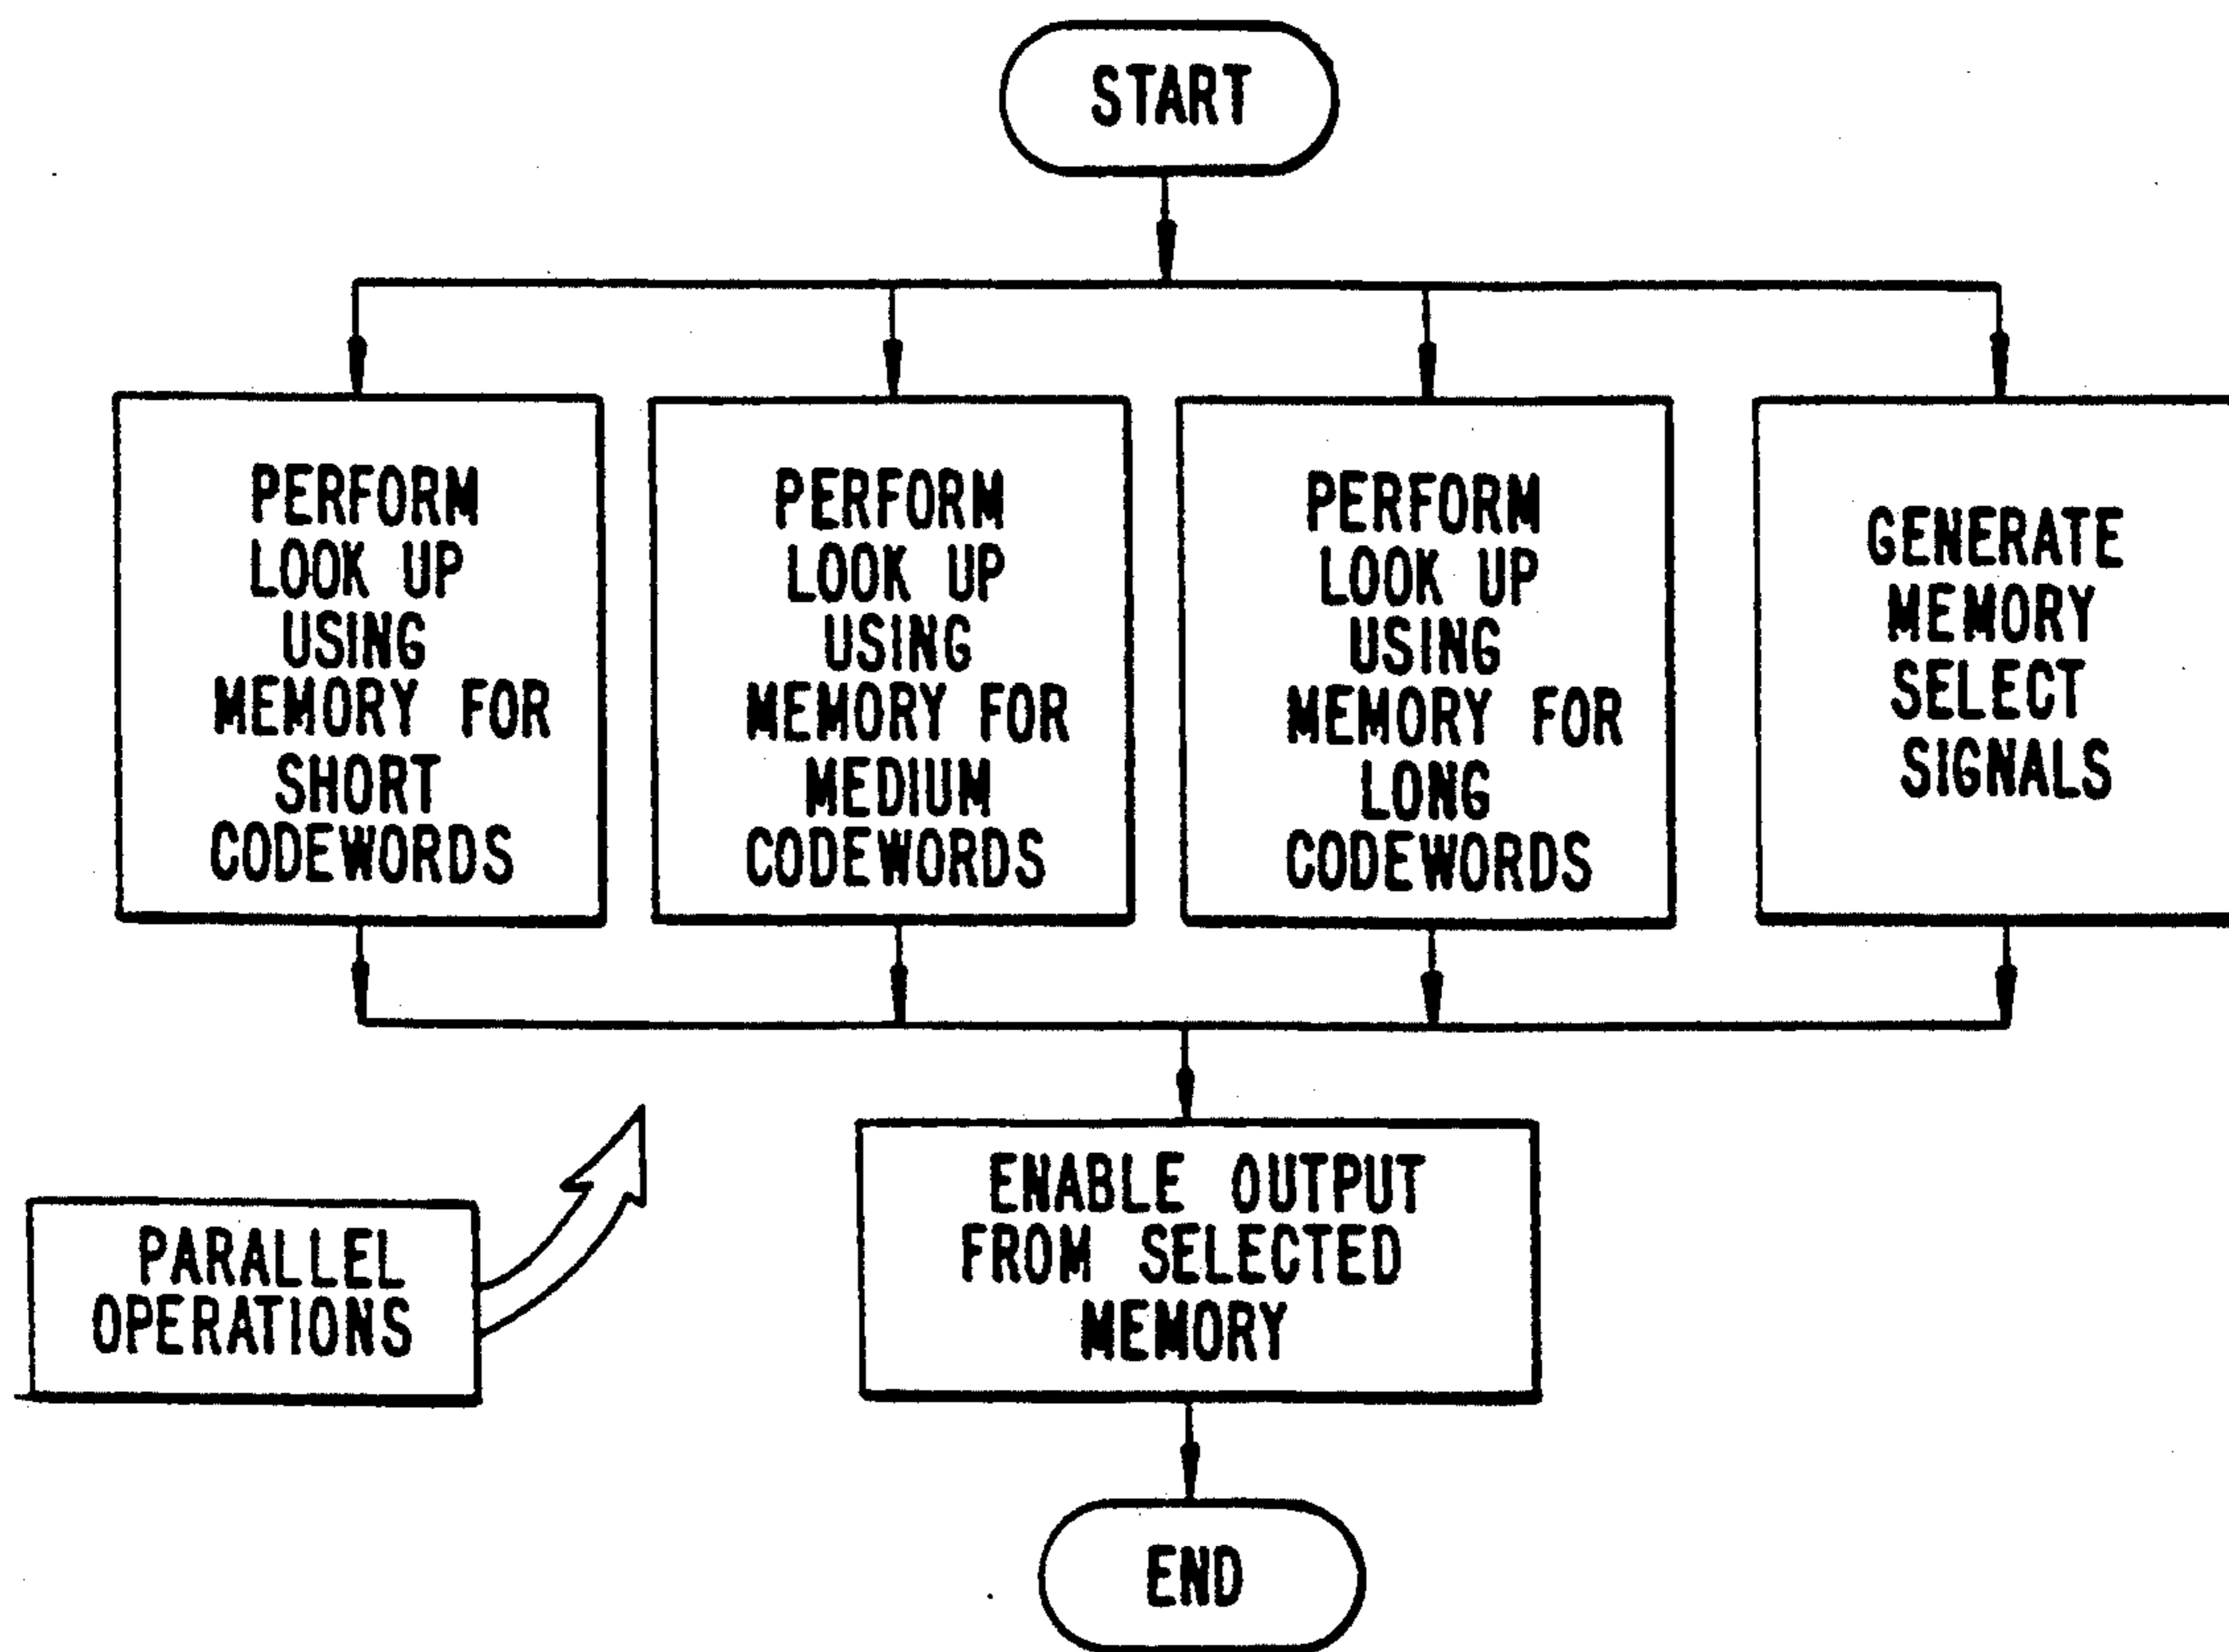 START
PERFORM
LOOK UP
USING
MEMORY FOR
SHORT
CODEWORDS
PERFORM
LOOK UP
USING
MEMORY FOR
MEDIUM
CODEWORDS
PERFORM
LOOK UP
USING
MEMORY FOR
LONG
CODEWORDS
GENERATE
MEMORY
SELECT
SIGNALS
PARALLEL
OPERATIONS
ENABLE OUTPUT
FROM SELECTED
MEMORY
END